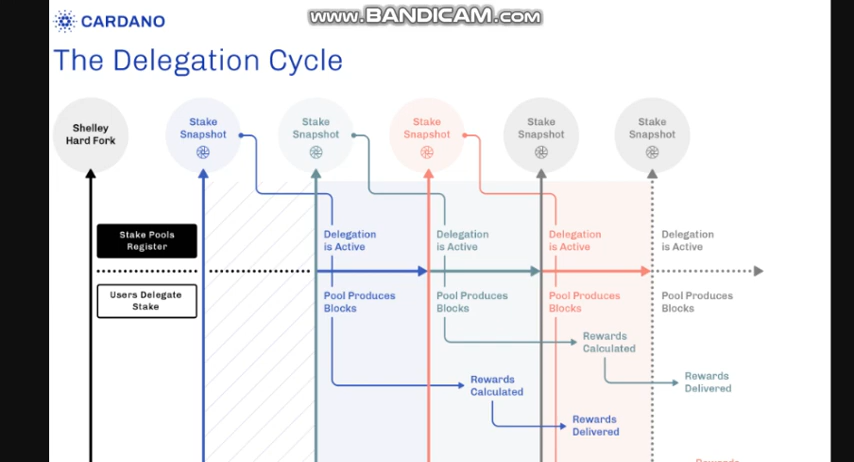 www.BANDICAM.com
CARDANO
The Delegation Cycle
Shelley
Hard Fork
Stake
Snapshot
Stake
Snapshot
Stake
Snapshot
Stake
Snapshot
Stake
Snapshot
Stake Pools
Register
Users Delegate
Stake
Delegation
is Active
Delegation
is Active
Delegation
is Active
Delegation
is Active
Pool Produces
Blocks
Pool Produces
Blocks
Pool Produces
Blocks
Pool Produces
Blocks
Rewards
Calculated
Rewards
Delivered
Rewards
Calculated
Rewards
Delivered
Rewards